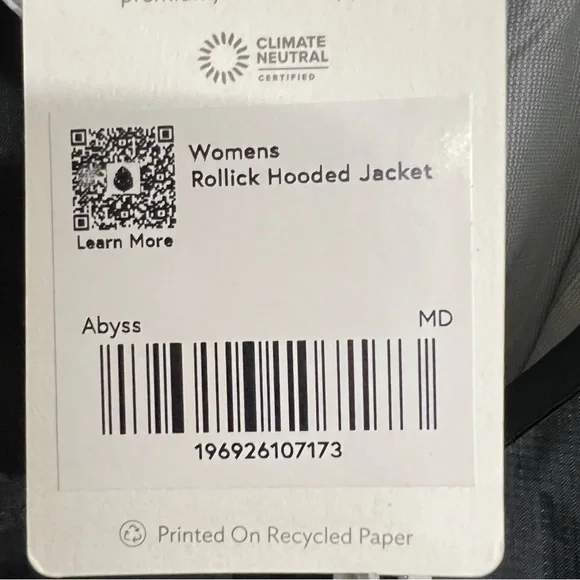 CLIMATE
NEUTRAL
CERTIFIED
Womens
Rollick Hooded Jacket
Learn More
Abyss
MD
196926107173
Printed On Recycled Paper